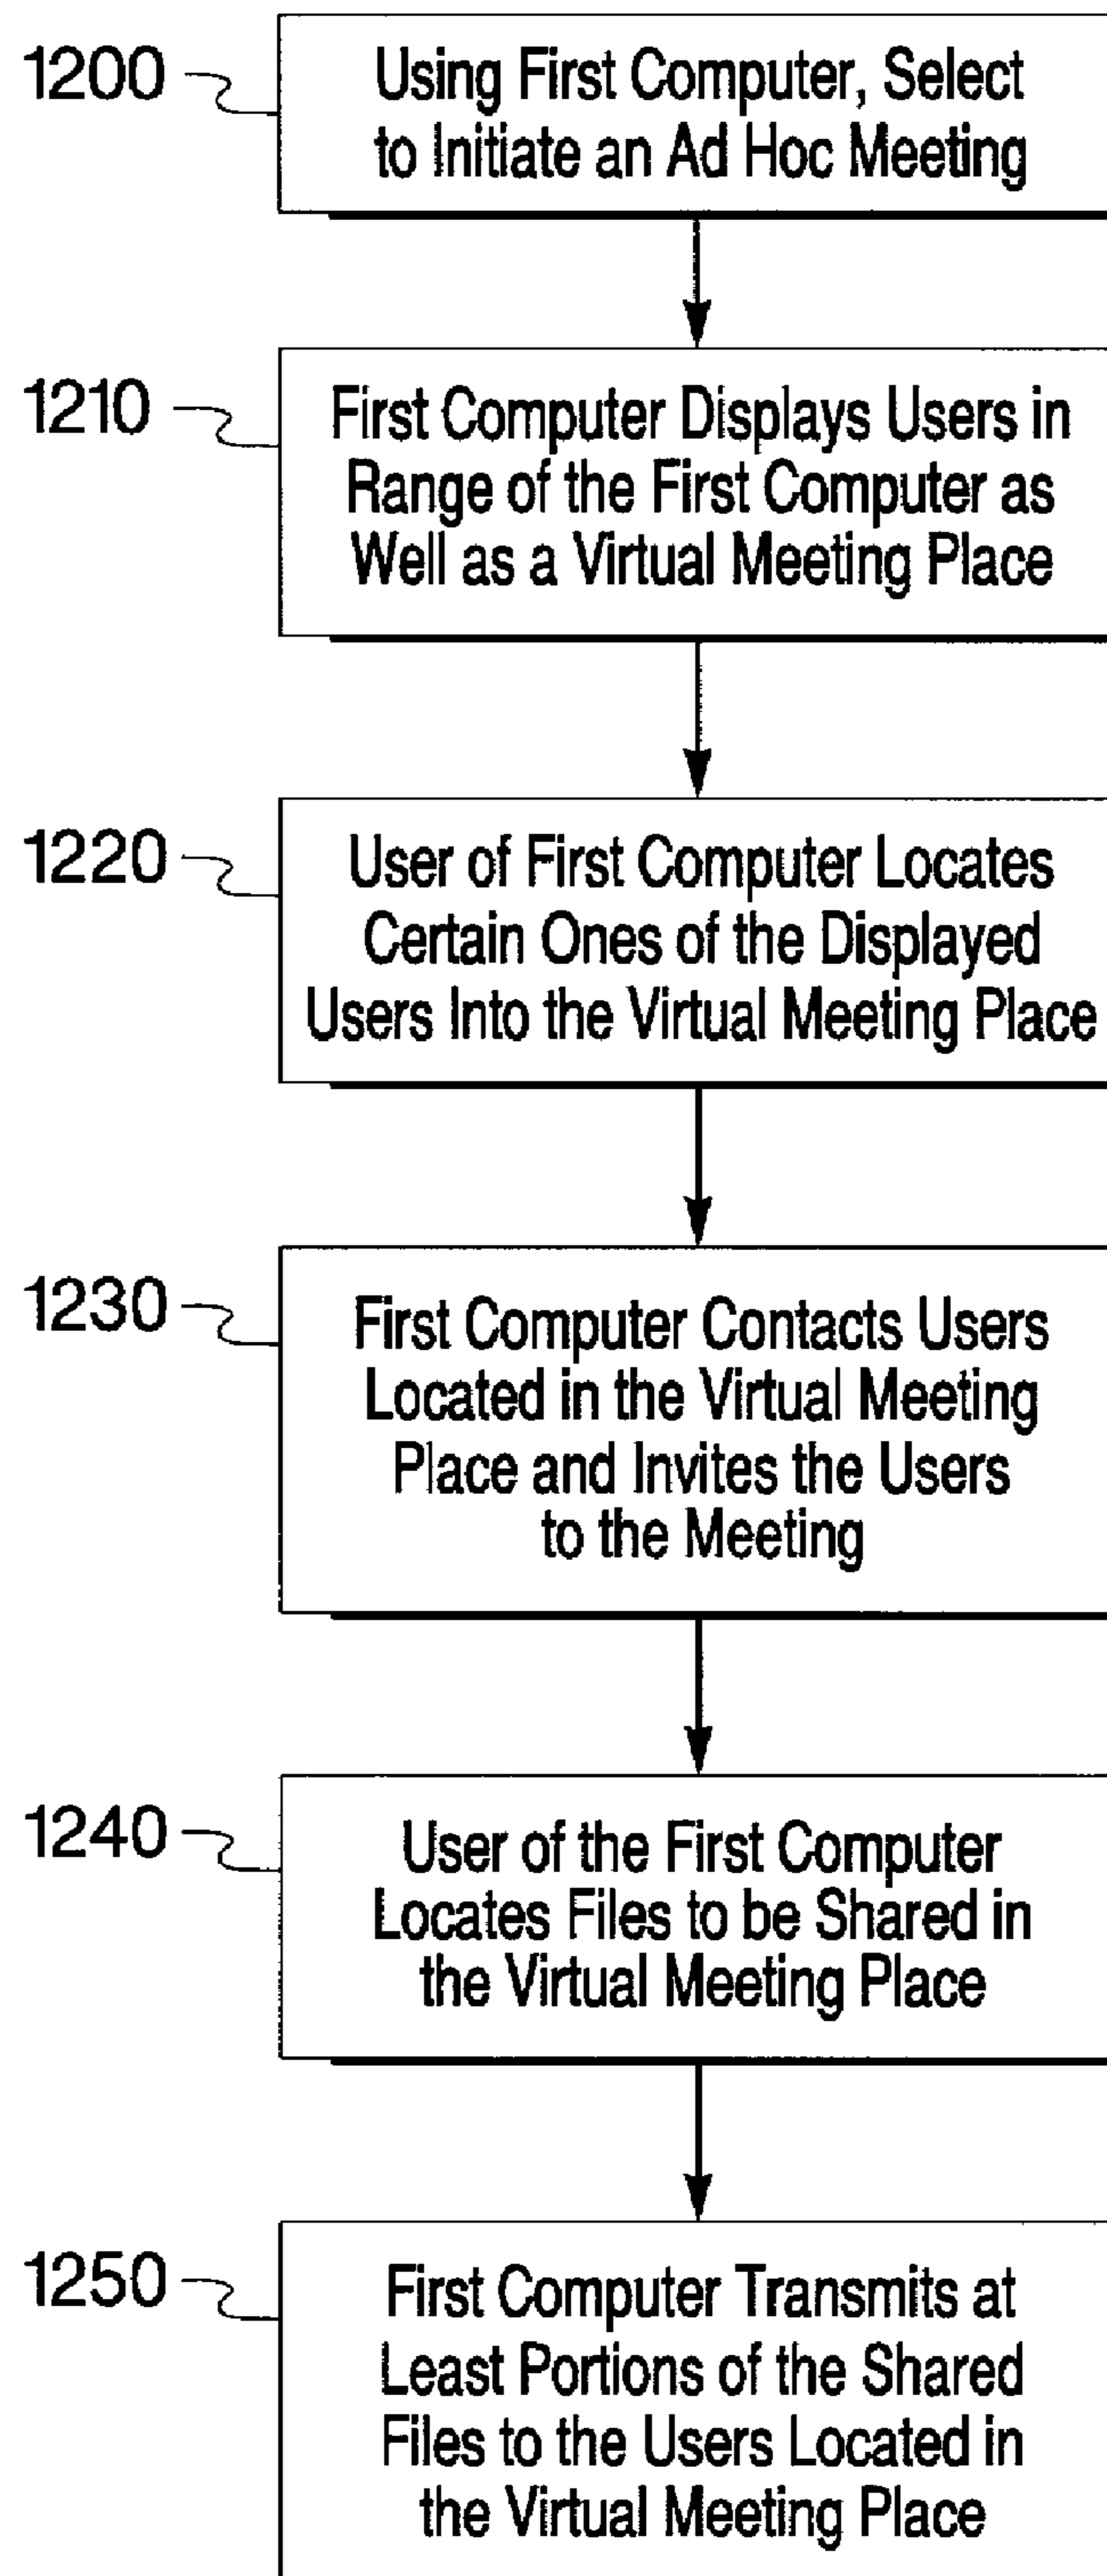 1200
Using First Computer, Select
to Initiate an Ad Hoc Meeting
1210
First Computer Displays Users in
Range of the First Computer as
Well as a Virtual Meeting Place
1220
User of First Computer Locates
Certain Ones of the Displayed
Users Into the Virtual Meeting Place
1230
First Computer Contacts Users
Located in the Virtual Meeting
Place and Invites the Users
to the Meeting
1240
User of the First Computer
Locates Files to be Shared in
the Virtual Meeting Place
1250
First Computer Transmits at
Least Portions of the Shared
Files to the Users Located in
the Virtual Meeting Place